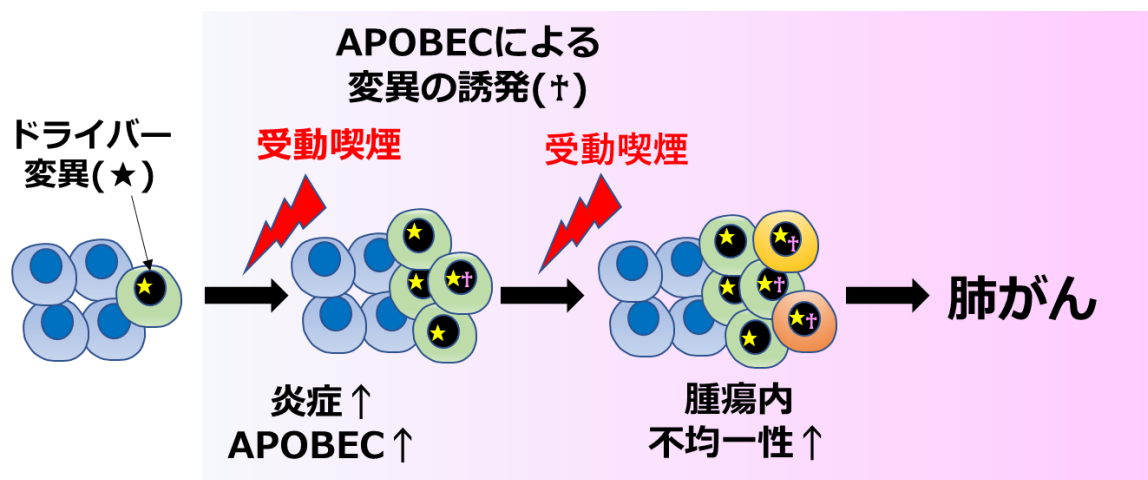 APOBECによる
変異の誘発(✝)
ドライバー
変異(★)
受動喫煙
受動喫煙
肺がん
炎症↑
APOBEC↑
腫瘍内
不均一性↑